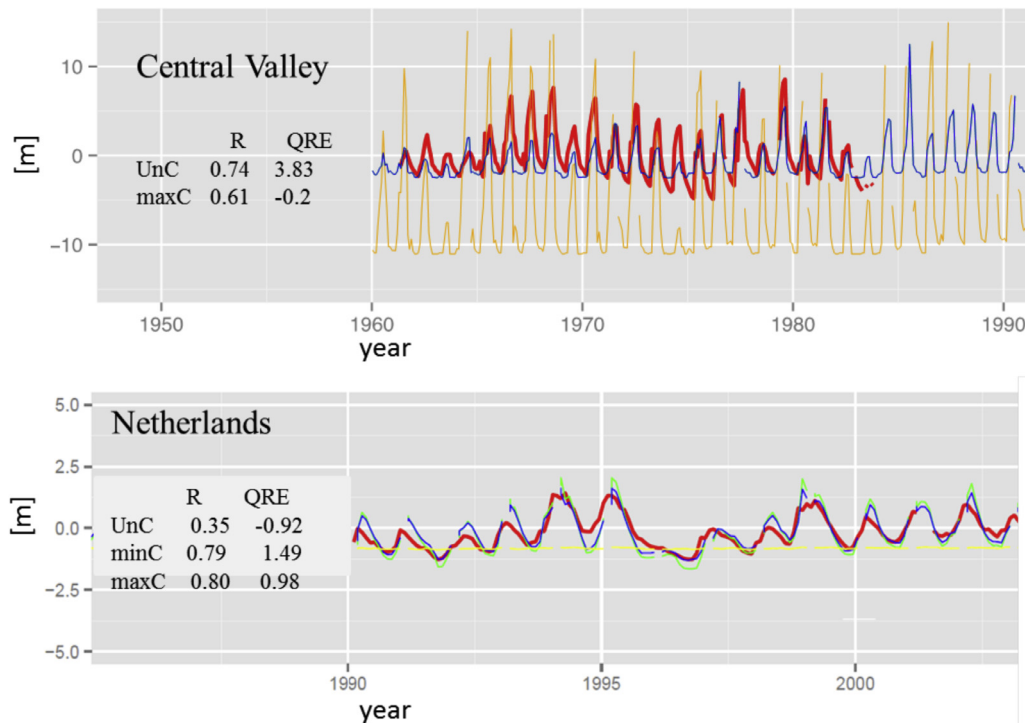 Central Valley
R QRE
UnC 0.74 3.83
maxC 0.61 -0.2
[m]
10
0
−10
1950 1960 1970 1980 1990
year
Netherlands
R QRE
UnC 0.35 -0.92
minC 0.79 1.49
maxC 0.80 0.98
[m]
5.0
2.5
0.0
−2.5
−5.0
1990 1995 2000
year